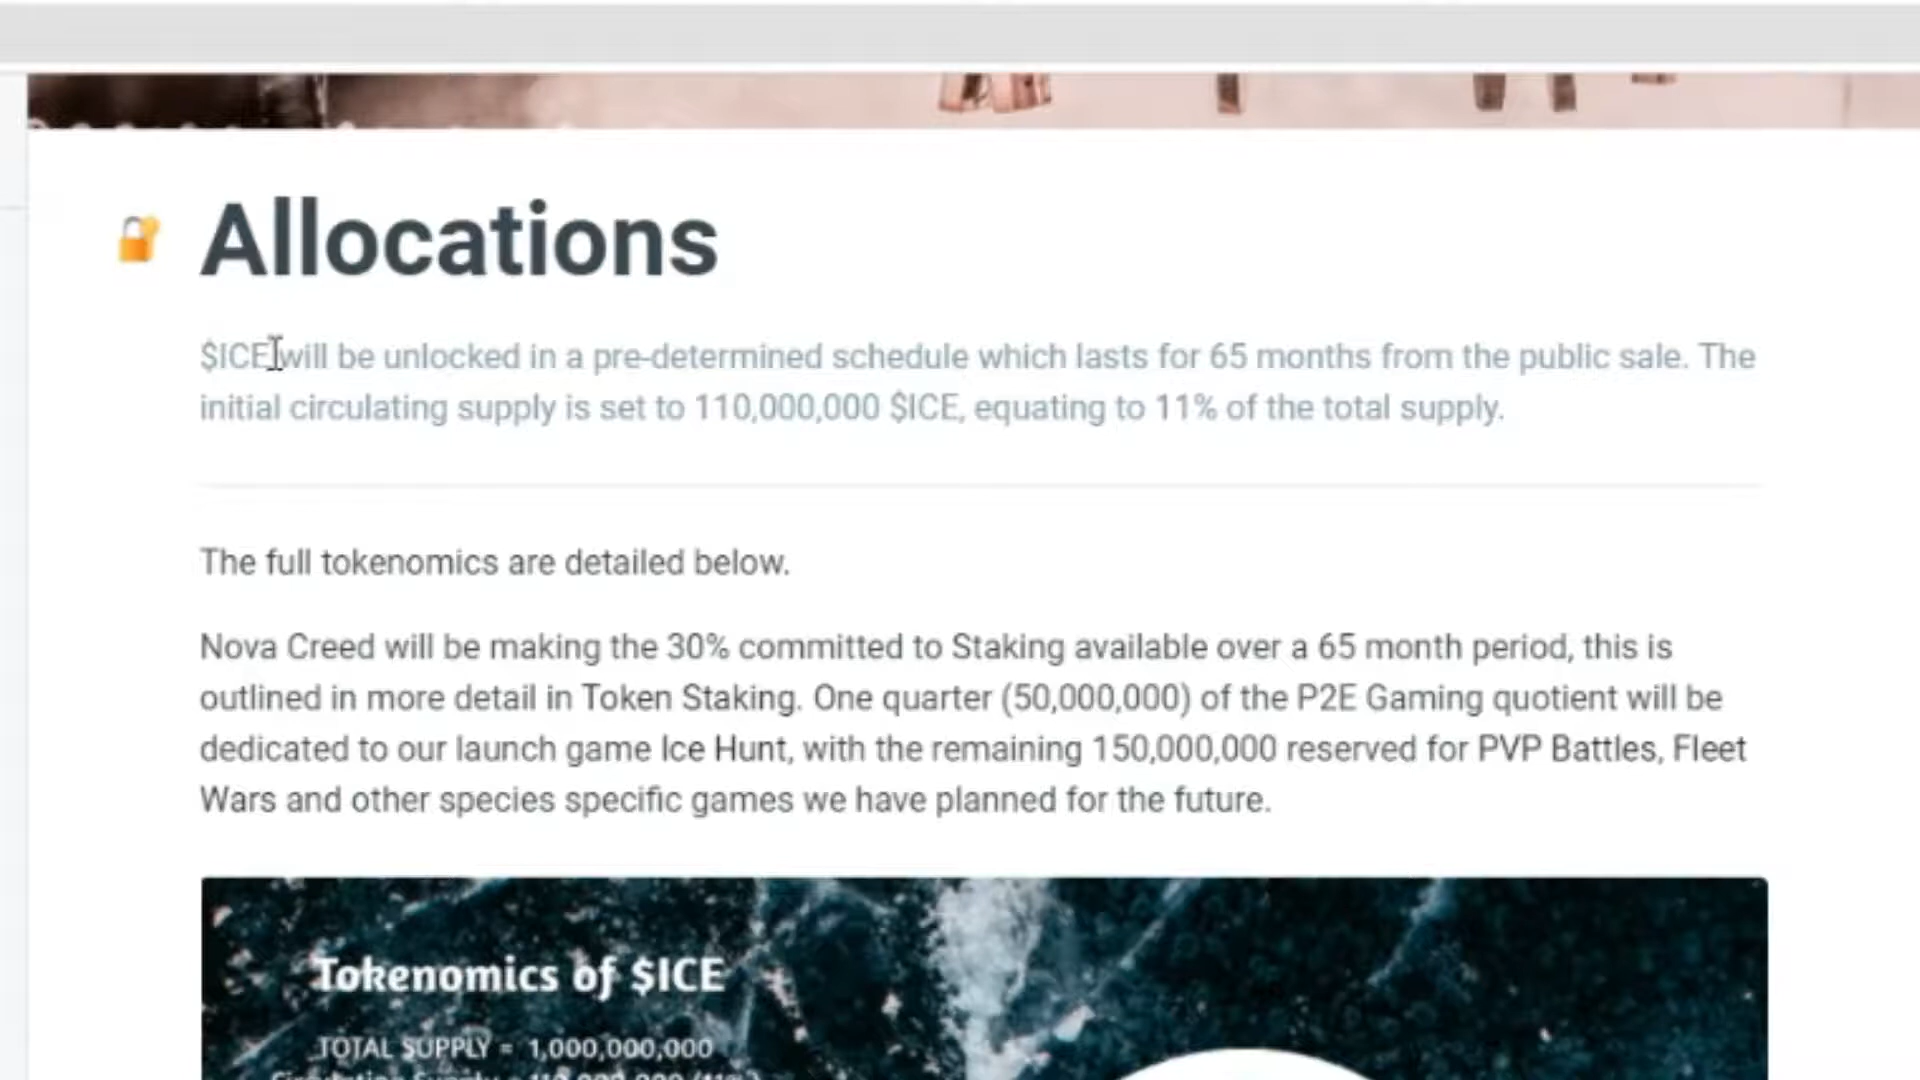 Allocations
$ICE will be unlocked in a pre-determined schedule which lasts for 65 months from the public sale. The
initial circulating supply is set to 110,000,000 $ICE, equating to 11% of the total supply.
The full tokenomics are detailed below.
Nova Creed will be making the 30% committed to Staking available over a 65 month period, this is
outlined in more detail in Token Staking. One quarter (50,000,000) of the P2E Gaming quotient will be
dedicated to our launch game Ice Hunt, with the remaining 150,000,000 reserved for PVP Battles, Fleet
Wars and other species specific games we have planned for the future.
Tokenomics of $ICE
TOTAL SUPPLY = 1,000,000,000